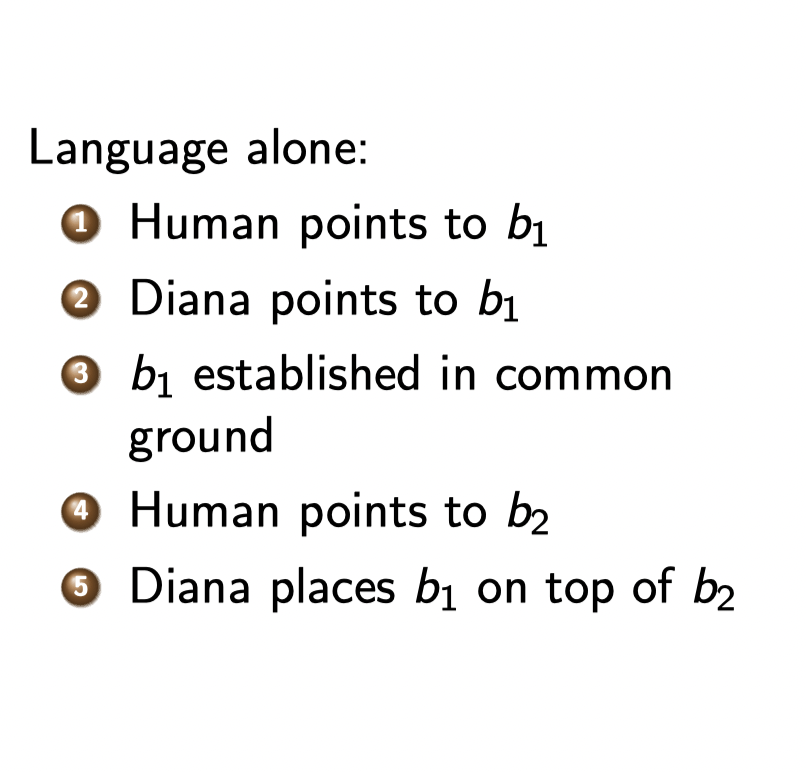 Language alone:
1 Human points to b₁
2 Diana points to b₁
3 b₁ established in common
ground
4 Human points to b₂
5 Diana places b₁ on top of b₂